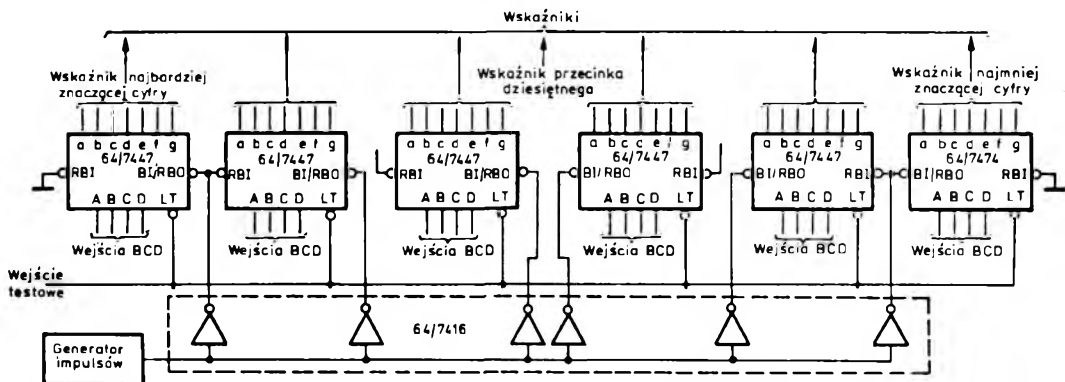 Wskaźniki
Wskaźnik najbardziej znaczącej cyfry
Wskaźnik przecinka dziesiętnego
Wskaźnik najmniej znaczącej cyfry
a b c d e f g
64/7447
RBI BI/RBO
A B C D LT
Wejścia BCD
a b c d e f g
64/7447
RBI BI/RBO
A B C D LT
Wejścia BCD
a b c d e f g
64/7447
RBI BI/RBO
A B C D LT
Wejścia BCD
a b c d e f g
64/7447
BI/RBO RBI
A B C D LT
Wejścia BCD
a b c d e f g
64/7447
BI/RBO RBI
A B C D LT
Wejścia BCD
a b c d e f g
64/7474
BI/RBO RBI
A B C D LT
Wejścia BCD
Wejście
testowe
64/7416
Generator
impulsów